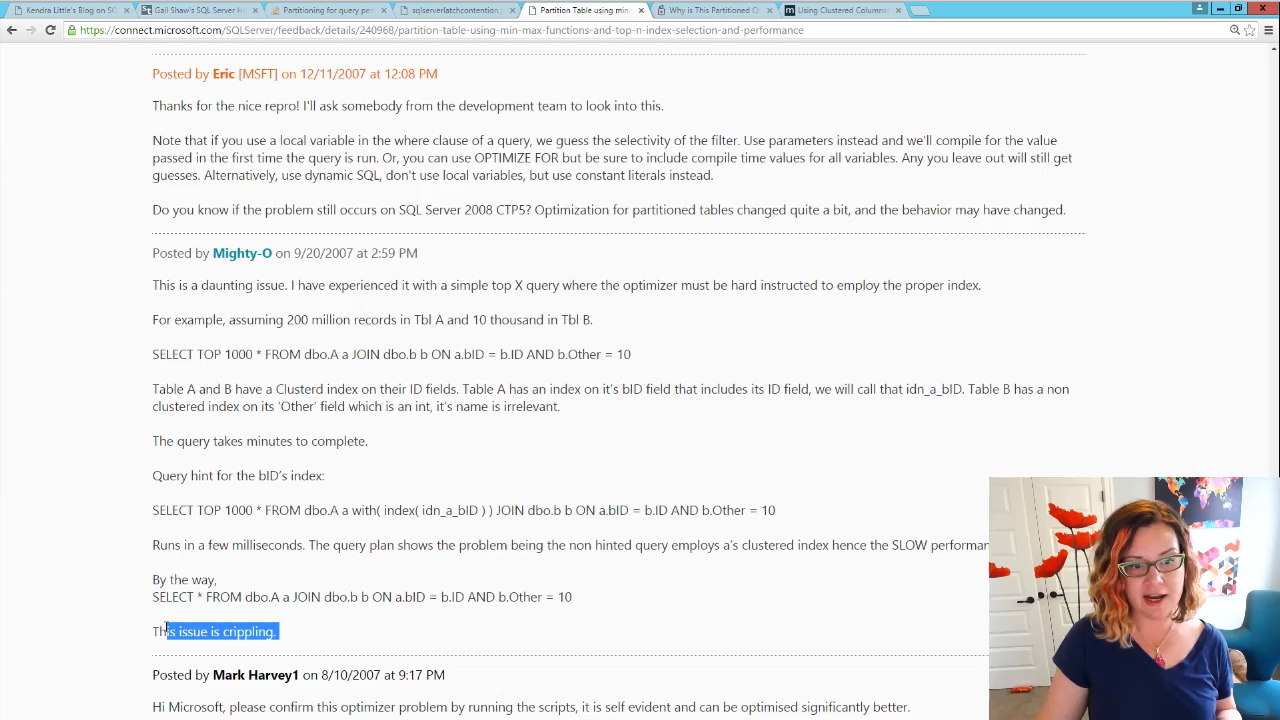 Kendra Little's Blog on SQ
Gail Shaw's SQL Server Ho
Partitioning for query per
sqlserverlatchcontention.
Partition Table using min
Why is This Partitioned Q
Using Clustered Columns
https://connect.microsoft.com/SQLServer/feedback/details/240968/partition-table-using-min-max-functions-and-top-n-index-selection-and-performance
Posted by Eric [MSFT] on 12/11/2007 at 12:08 PM
Thanks for the nice repro! I'll ask somebody from the development team to look into this.
Note that if you use a local variable in the where clause of a query, we guess the selectivity of the filter. Use parameters instead and we'll compile for the value
passed in the first time the query is run. Or, you can use OPTIMIZE FOR but be sure to include compile time values for all variables. Any you leave out will still get
guesses. Alternatively, use dynamic SQL, don't use local variables, but use constant literals instead.
Do you know if the problem still occurs on SQL Server 2008 CTP5? Optimization for partitioned tables changed quite a bit, and the behavior may have changed.
Posted by Mighty-O on 9/20/2007 at 2:59 PM
This is a daunting issue. I have experienced it with a simple top X query where the optimizer must be hard instructed to employ the proper index.
For example, assuming 200 million records in Tbl A and 10 thousand in Tbl B.
SELECT TOP 1000 * FROM dbo.A a JOIN dbo.b b ON a.bID = b.ID AND b.Other = 10
Table A and B have a Clusterd index on their ID fields. Table A has an index on it's bID field that includes its ID field, we will call that idn_a_bID. Table B has a non
clustered index on its 'Other' field which is an int, it's name is irrelevant.
The query takes minutes to complete.
Query hint for the bID's index:
SELECT TOP 1000 * FROM dbo.A a with( index( idn_a_bID ) ) JOIN dbo.b b ON a.bID = b.ID AND b.Other = 10
Runs in a few milliseconds. The query plan shows the problem being the non hinted query employs a's clustered index hence the SLOW performan
By the way,
SELECT * FROM dbo.A a JOIN dbo.b b ON a.bID = b.ID AND b.Other = 10
This issue is crippling.
Posted by Mark Harvey1 on 8/10/2007 at 9:17 PM
Hi Microsoft, please confirm this optimizer problem by running the scripts, it is self evident and can be optimised significantly better.